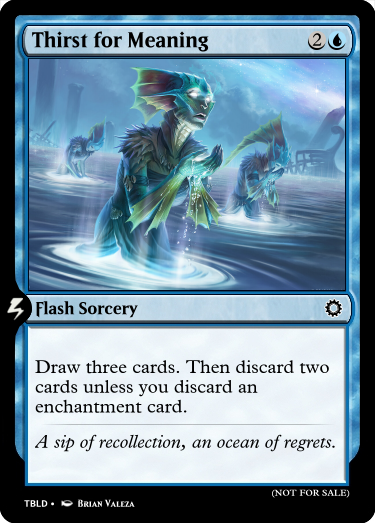 Thirst for Meaning 2
Flash Sorcery
Draw three cards. Then discard two
cards unless you discard an
enchantment card.
A sip of recollection, an ocean of regrets.
(NOT FOR SALE)
TBLD • Brian Valeza